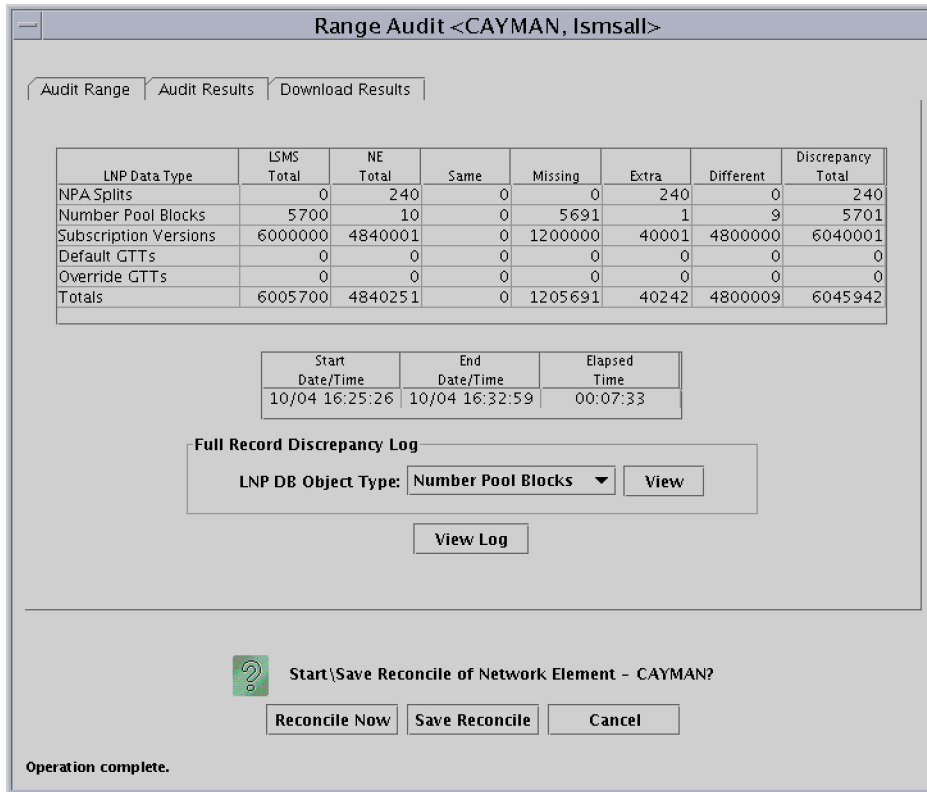 Range Audit <CAYMAN, lsmsall>
Audit Range Audit Results Download Results
LSMS NE Discrepancy
LNP Data Type Total Total Same Missing Extra Different Total
NPA Splits 0 240 0 0 240 0 240
Number Pool Blocks 5700 10 0 5691 1 9 5701
Subscription Versions 6000000 4840001 0 1200000 40001 4800000 6040001
Default GTTs 0 0 0 0 0 0 0
Override GTTs 0 0 0 0 0 0 0
Totals 6005700 4840251 0 1205691 40242 4800009 6045942
Start End Elapsed
Date/Time Date/Time Time
10/04 16:25:26 10/04 16:32:59 00:07:33
Full Record Discrepancy Log
LNP DB Object Type: Number Pool Blocks View
View Log
Start\Save Reconcile of Network Element - CAYMAN?
Reconcile Now Save Reconcile Cancel
Operation complete.